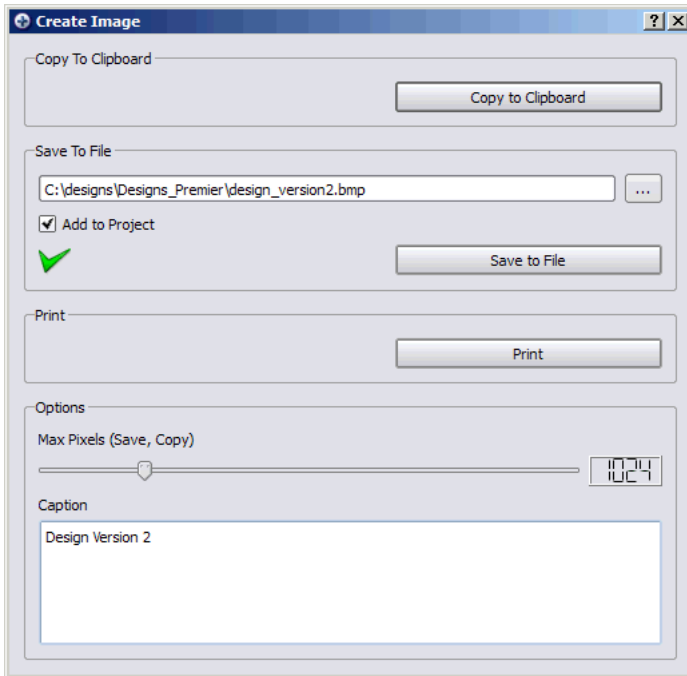 Create Image
Copy To Clipboard
Copy to Clipboard
Save To File
C:\designs\Designs_Premier\design_version2.bmp
...
Add to Project
Save to File
Print
Print
Options
Max Pixels (Save, Copy)
1024
Caption
Design Version 2